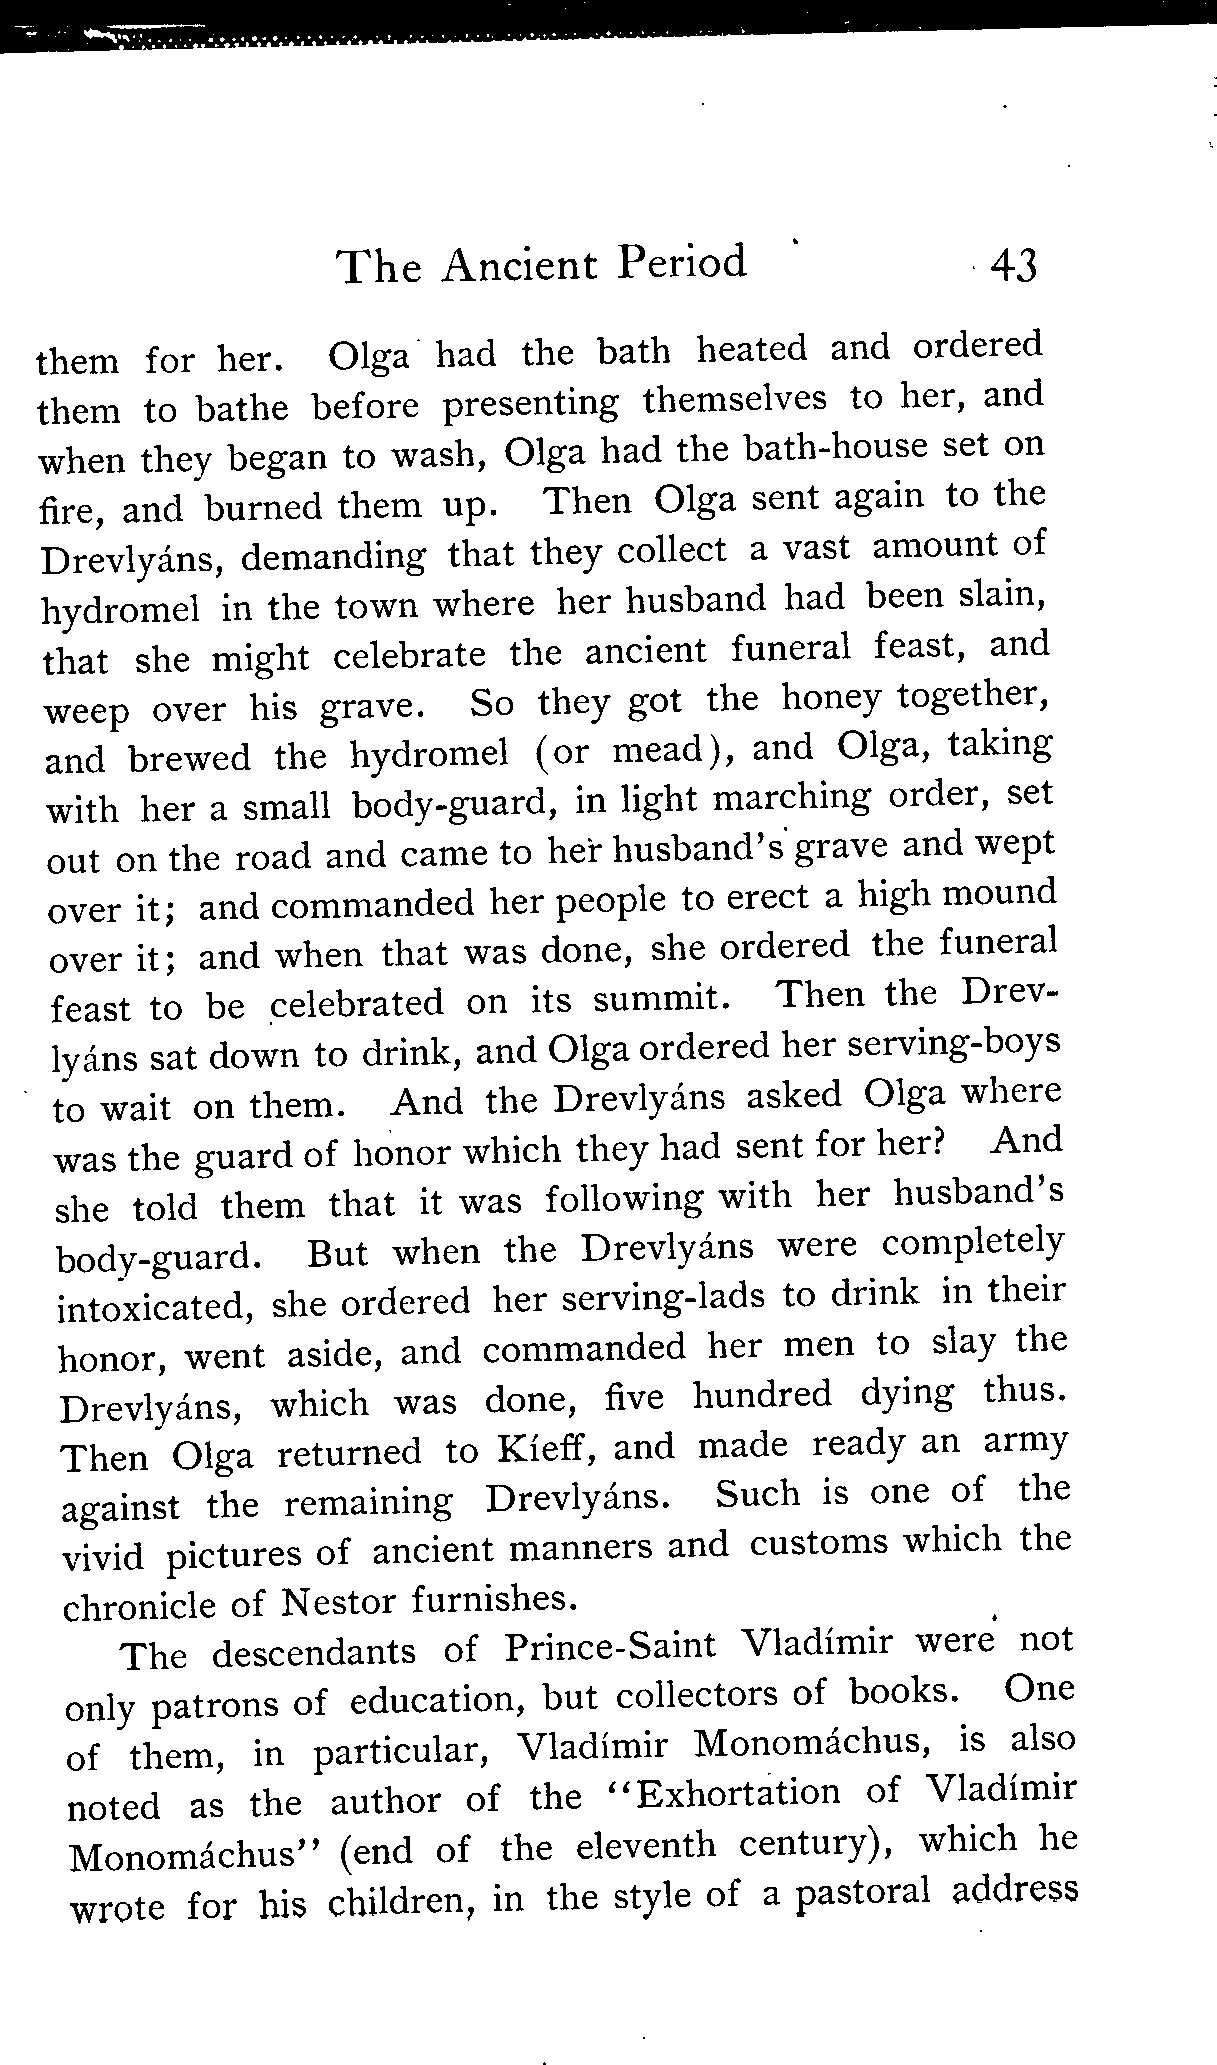 The Ancient Period 43
them for her. Olga had the bath heated and ordered
them to bathe before presenting themselves to her, and
when they began to wash, Olga had the bath-house set on
fire, and burned them up. Then Olga sent again to the
Drevlyáns, demanding that they collect a vast amount of
hydromel in the town where her husband had been slain,
that she might celebrate the ancient funeral feast, and
weep over his grave. So they got the honey together,
and brewed the hydromel (or mead), and Olga, taking
with her a small body-guard, in light marching order, set
out on the road and came to her husband's grave and wept
over it; and commanded her people to erect a high mound
over it; and when that was done, she ordered the funeral
feast to be celebrated on its summit. Then the Drev-
lyáns sat down to drink, and Olga ordered her serving-boys
to wait on them. And the Drevlyáns asked Olga where
was the guard of honor which they had sent for her? And
she told them that it was following with her husband's
body-guard. But when the Drevlyáns were completely
intoxicated, she ordered her serving-lads to drink in their
honor, went aside, and commanded her men to slay the
Drevlyáns, which was done, five hundred dying thus.
Then Olga returned to Kíeff, and made ready an army
against the remaining Drevlyáns. Such is one of the
vivid pictures of ancient manners and customs which the
chronicle of Nestor furnishes.
The descendants of Prince-Saint Vladímir were not
only patrons of education, but collectors of books. One
of them, in particular, Vladímir Monomáchus, is also
noted as the author of the "Exhortation of Vladímir
Monomáchus" (end of the eleventh century), which he
wrote for his children, in the style of a pastoral address